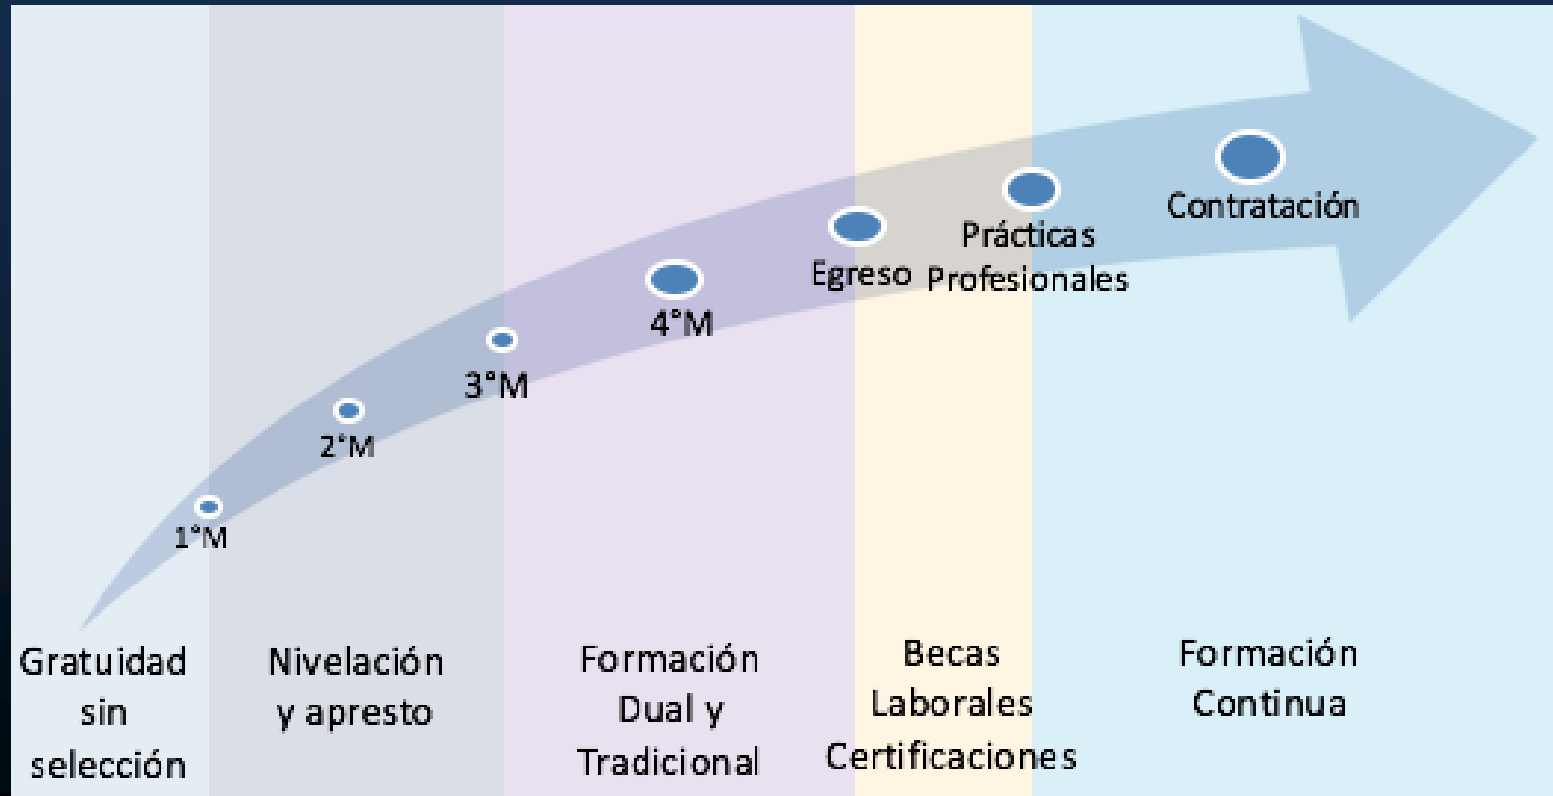 Contratación
Prácticas
Profesionales
Egreso
4°M
3°M
2°M
1°M
Gratuidad
sin
selección
Nivelación
y apresto
Formación
Dual y
Tradicional
Becas
Laborales
Certificaciones
Formación
Continua